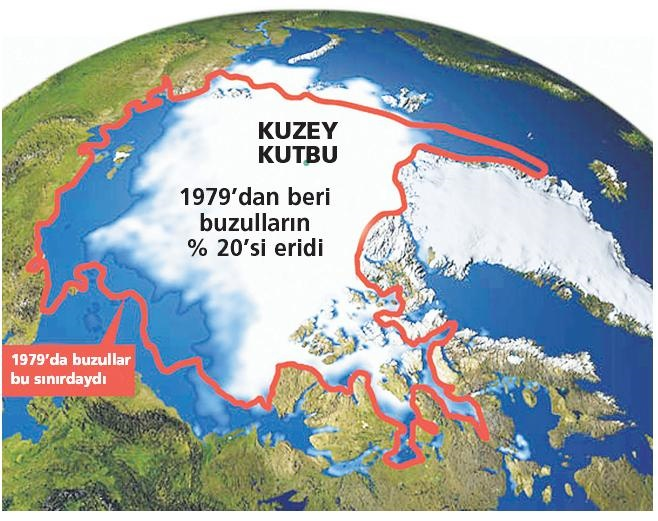 KUZEY
KUTBU
1979’dan beri
buzulların
% 20’si eridi
1979’da buzullar
bu sınırdaydı